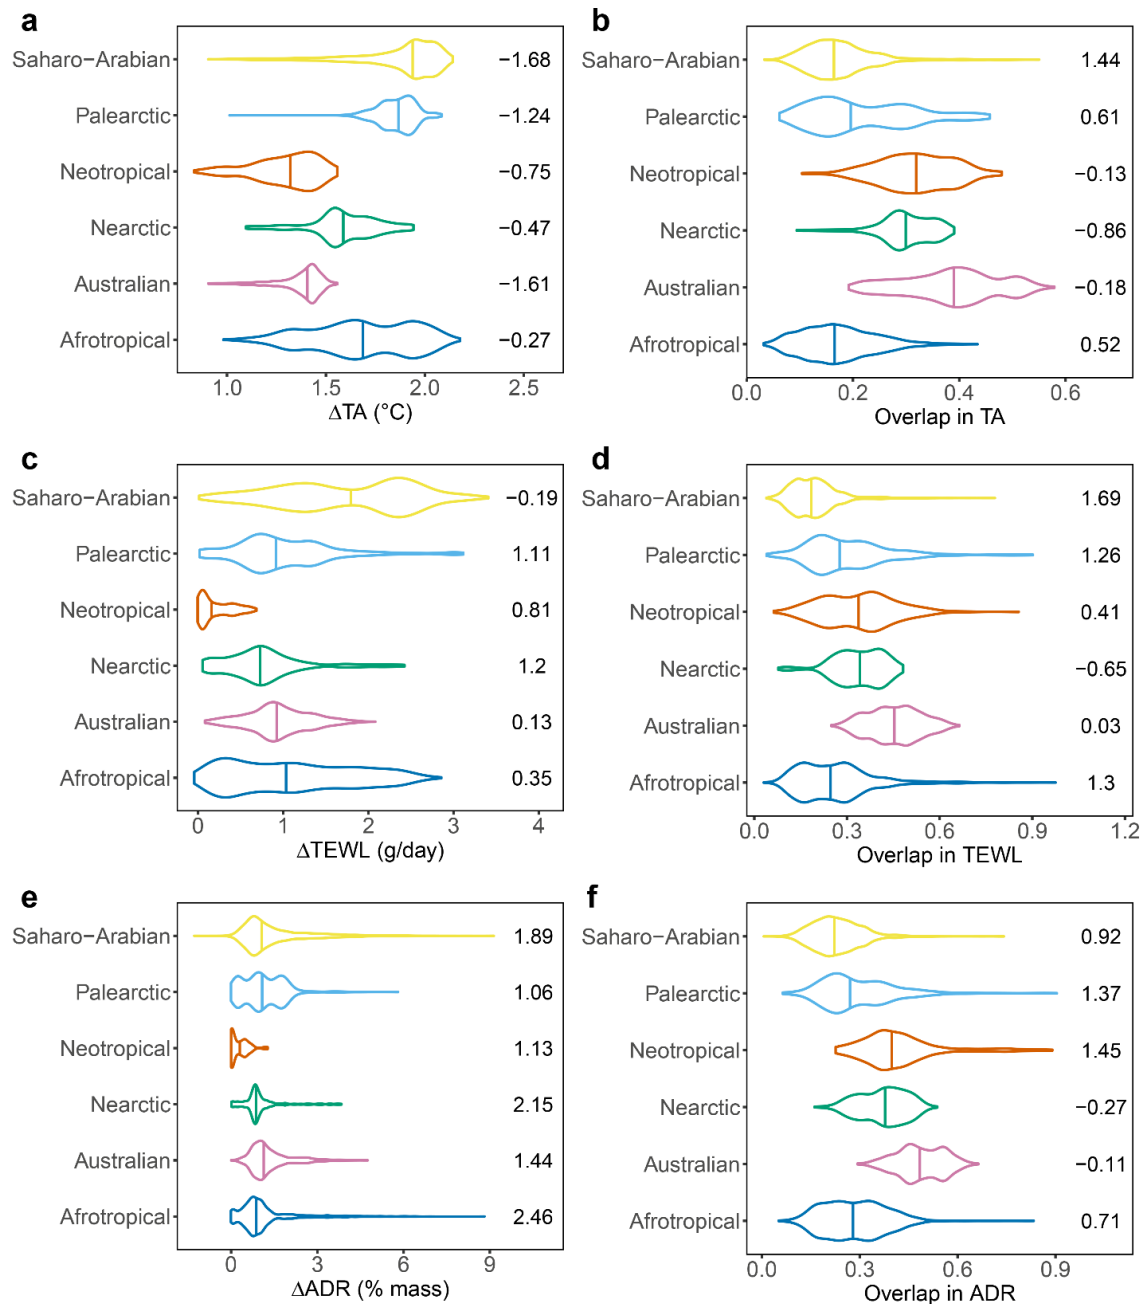 a
Saharo−Arabian −1.68
Palearctic −1.24
Neotropical −0.75
Nearctic −0.47
Australian −1.61
Afrotropical −0.27
1.0 1.5 2.0 2.5
ΔTA (°C)
b
Saharo−Arabian 1.44
Palearctic 0.61
Neotropical −0.13
Nearctic −0.86
Australian −0.18
Afrotropical 0.52
0.0 0.2 0.4 0.6
Overlap in TA
c
Saharo−Arabian −0.19
Palearctic 1.11
Neotropical 0.81
Nearctic 1.2
Australian 0.13
Afrotropical 0.35
0 1 2 3 4
ΔTEWL (g/day)
d
Saharo−Arabian 1.69
Palearctic 1.26
Neotropical 0.41
Nearctic −0.65
Australian 0.03
Afrotropical 1.3
0.0 0.3 0.6 0.9 1.2
Overlap in TEWL
e
Saharo−Arabian 1.89
Palearctic 1.06
Neotropical 1.13
Nearctic 2.15
Australian 1.44
Afrotropical 2.46
0 3 6 9
ΔADR (% mass)
f
Saharo−Arabian 0.92
Palearctic 1.37
Neotropical 1.45
Nearctic −0.27
Australian −0.11
Afrotropical 0.71
0.0 0.3 0.6 0.9
Overlap in ADR